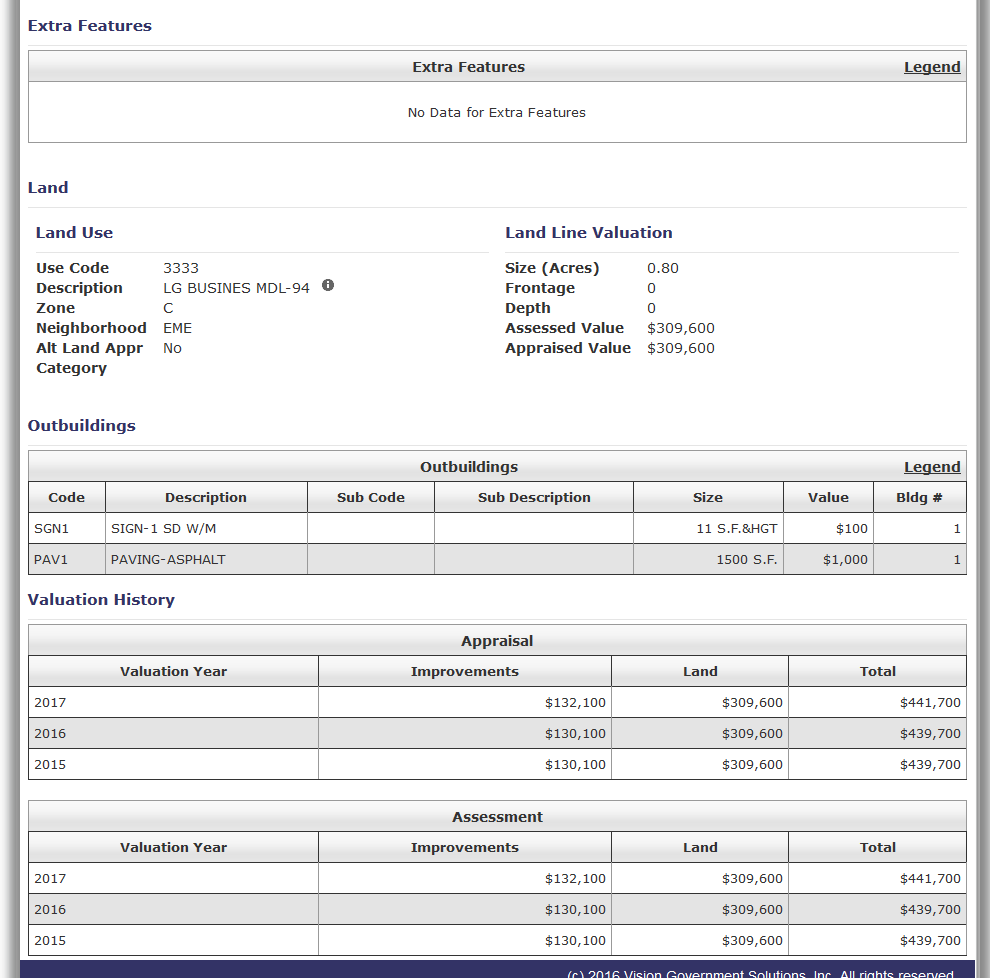 Extra Features
Extra Features Legend
No Data for Extra Features
Land
Land Use
Use Code 3333
Description LG BUSINES MDL-94
Zone C
Neighborhood EME
Alt Land Appr No
Category
Land Line Valuation
Size (Acres) 0.80
Frontage 0
Depth 0
Assessed Value $309,600
Appraised Value $309,600
Outbuildings
Outbuildings Legend
Code Description Sub Code Sub Description Size Value Bldg #
SGN1 SIGN-1 SD W/M 11 S.F.&HGT $100 1
PAV1 PAVING-ASPHALT 1500 S.F. $1,000 1
Valuation History
Appraisal
Valuation Year Improvements Land Total
2017 $132,100 $309,600 $441,700
2016 $130,100 $309,600 $439,700
2015 $130,100 $309,600 $439,700
Assessment
Valuation Year Improvements Land Total
2017 $132,100 $309,600 $441,700
2016 $130,100 $309,600 $439,700
2015 $130,100 $309,600 $439,700
(c) 2016 Vision Government Solutions, Inc. All rights reserved.